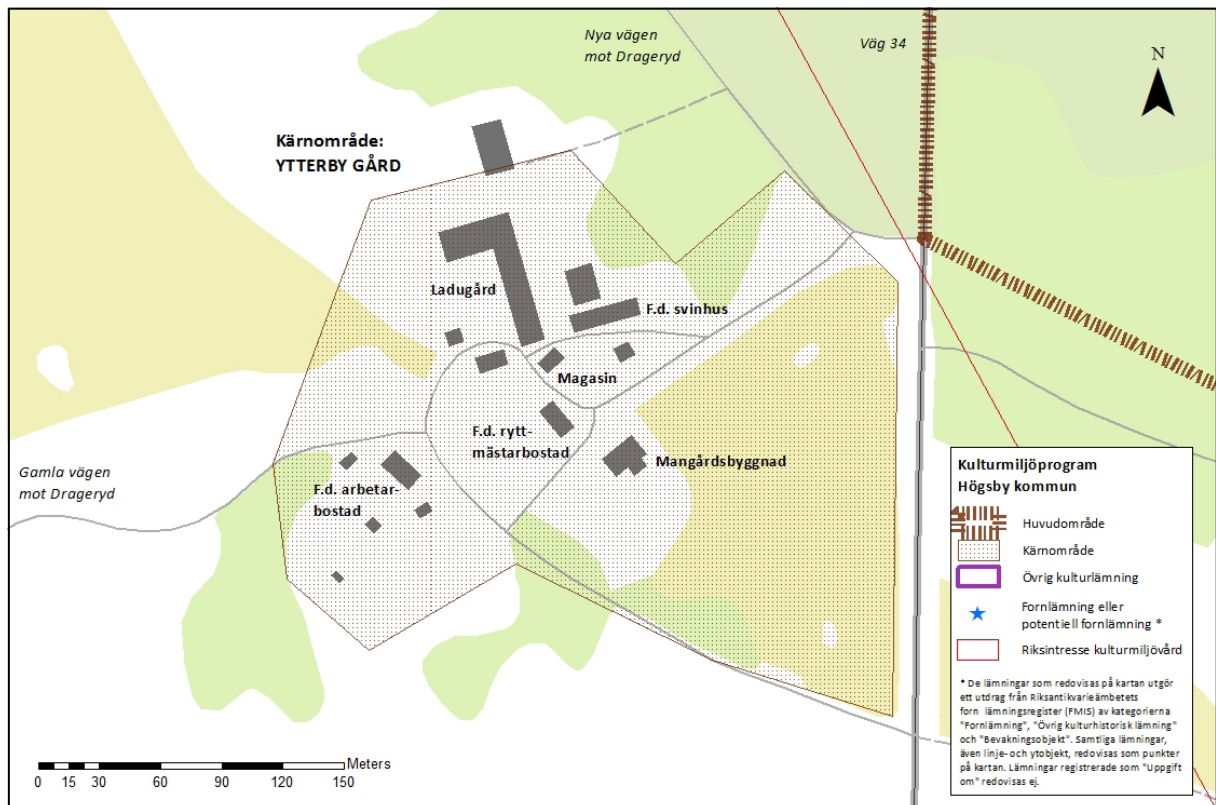 Nya vägen
mot Drageryd
Väg 34
N
Kärnområde:
YTTERBY GÅRD
Ladugård
F.d. svinhus
Magasin
F.d. rytt-
mästarbostad
Mangårdsbyggnad
Gamla vägen
mot Drageryd
F.d. arbetar-
bostad
Kulturmiljöprogram
Högsby kommun
Huvudområde
Kärnområde
Övrig kulturlämning
Fornlämning eller
potentiell fornlämning *
Riksintresse kulturmiljövård
* De lämningar som redovisas på kartan utgör
ett utdrag från Riksantikvarieämbetets
forn lämningsregister (FMIS) av kategorierna
"Fornlämning", "Övrig kulturhistorisk lämning"
och "Bevakningsobjekt". Samtliga lämningar,
även linje- och ytobjekt, redovisas som punkter
på kartan. Lämningar registrerade som "Uppgift
om" redovisas ej.
Meters
0 15 30 60 90 120 150